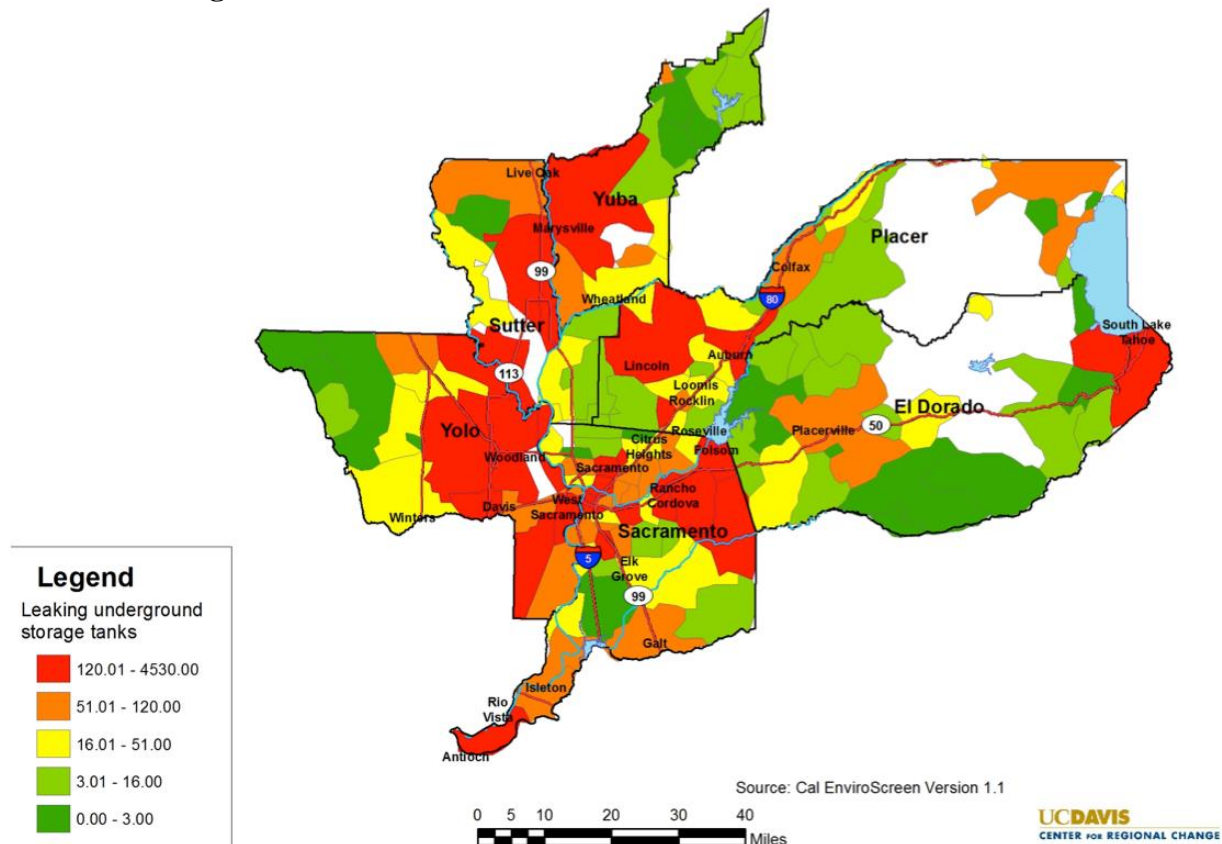 Live Oak
Yuba
Marysville
99
Placer
Colfax
80
Wheatland
Sutter
South Lake
Tahoe
113
Lincoln
Auburn
Loomis
Rocklin
El Dorado
Yolo
Roseville
Placerville
50
Citrus
Heights
Folsom
Woodland
Sacramento
Rancho
Cordova
Davis
West
Sacramento
Winters
Sacramento
5
Elk
Grove
99
Galt
Isleton
Rio
Vista
Antioch
Legend
Leaking underground
storage tanks
120.01 - 4530.00
51.01 - 120.00
16.01 - 51.00
3.01 - 16.00
0.00 - 3.00
Source: Cal EnviroScreen Version 1.1
0 5 10 20 30 40
Miles
UCDAVIS
CENTER FOR REGIONAL CHANGE